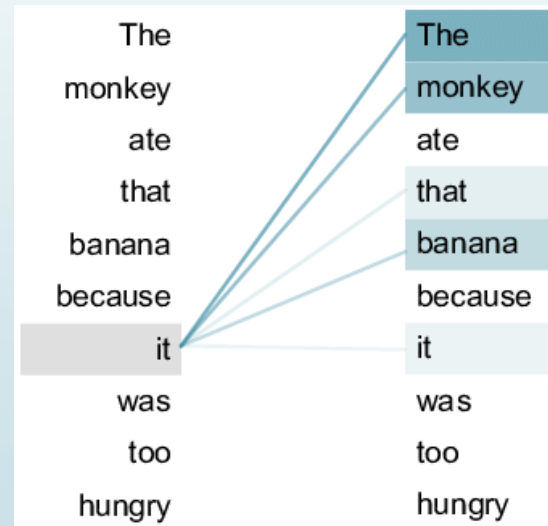 The The
monkey monkey
ate ate
that that
banana banana
because because
it it
was was
too too
hungry hungry